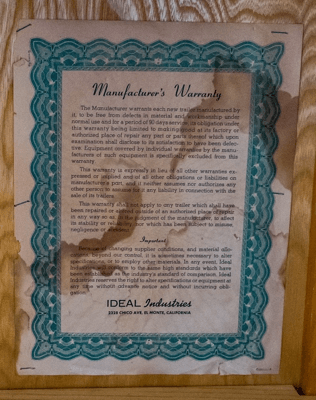 Manufacturer's Warranty
The Manufacturer warrants each new trailer manufactured by
it, to be free from defects in material and workmanship under
normal use and for a period of 90 days service, its obligation under
this warranty being limited to making good at its factory or
authorized place of repair any part or parts thereof which upon
examination shall disclose to its satisfaction to have been defec-
tive. Equipment covered by individual warranties by the manu-
facturers of such equipment is specifically excluded from this
warranty.
This warranty is expressly in lieu of all other warranties ex-
pressed or implied and of all other obligations or liabilities on
manufacturer's part, and it neither assumes nor authorizes any
other person to assume for it any liability in connection with the
sale of its trailers.
This warranty shall not apply to any trailer which shall have
been repaired or altered outside of an authorized place of repair
in any way so as, in the judgment of the manufacturer, to affect
its stability or reliability, nor which has been subject to misuse,
negligence or accident.
Important
Because of changing supplier conditions, and material allo-
cations beyond our control, it is sometimes necessary to alter
specifications, or to employ other materials. In any event, Ideal
Industries will adhere to the same high standards which have
been established as the industry's standard of comparison. Ideal
Industries reserves the right to alter specifications or equipment at
any time without advance notice and without incurring obli-
gation.
IDEAL Industries
2326 CHICO AVE. EL MONTE, CALIFORNIA